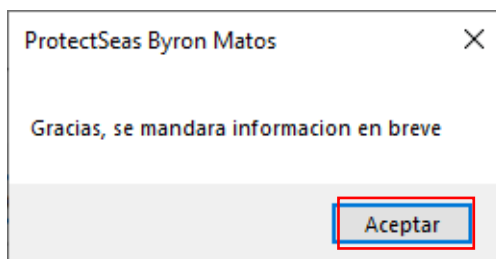 ProtectSeas Byron Matos
Gracias, se mandara informacion en breve
Aceptar